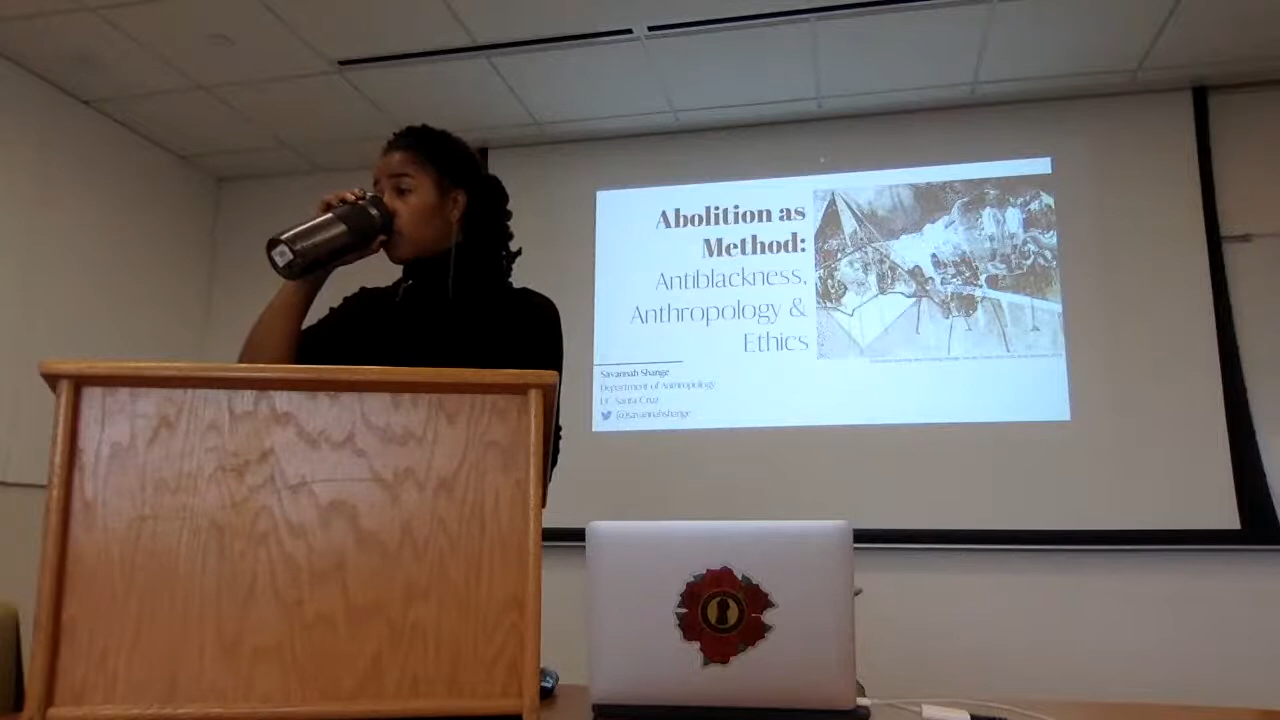 Abolition as
Method:
Antiblackness,
Anthropology &
Ethics
Savannah Shange
Department of Anthropology
UC Santa Cruz
@savannahshange